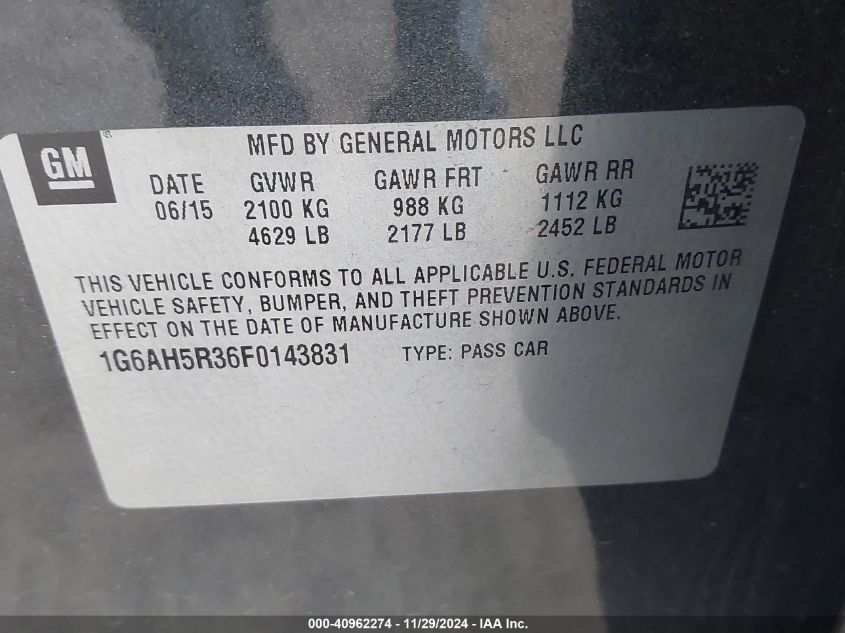 GM
MFD BY GENERAL MOTORS LLC
DATE GVWR GAWR FRT GAWR RR
06/15 2100 KG 988 KG 1112 KG
4629 LB 2177 LB 2452 LB
THIS VEHICLE CONFORMS TO ALL APPLICABLE U.S. FEDERAL MOTOR
VEHICLE SAFETY, BUMPER, AND THEFT PREVENTION STANDARDS IN
EFFECT ON THE DATE OF MANUFACTURE SHOWN ABOVE.
1G6AH5R36F0143831 TYPE: PASS CAR
000-40962274 - 11/29/2024 - IAA Inc.